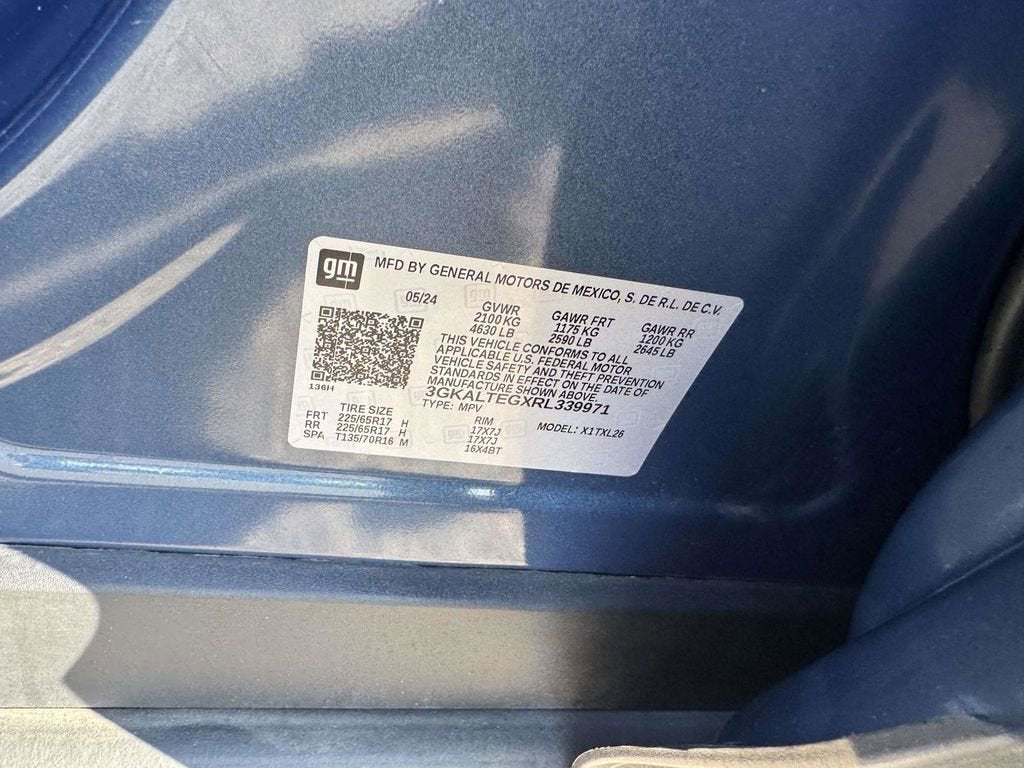 gm MFD BY GENERAL MOTORS DE MEXICO, S. DE R.L. DE C.V.
05/24 GVWR GAWR FRT GAWR RR
2100 KG 1175 KG 1200 KG
4630 LB 2590 LB 2645 LB
THIS VEHICLE CONFORMS TO ALL
APPLICABLE U.S. FEDERAL MOTOR
VEHICLE SAFETY AND THEFT PREVENTION
STANDARDS IN EFFECT ON THE DATE OF
MANUFACTURE SHOWN ABOVE.
136H
3GKALTEGXRL339971
TYPE: MPV MODEL: X1TXL26
TIRE SIZE RIM
FRT 225/65R17 H 17X7J
RR 225/65R17 H 17X7J
SPA T135/70R16 M 16X4BT